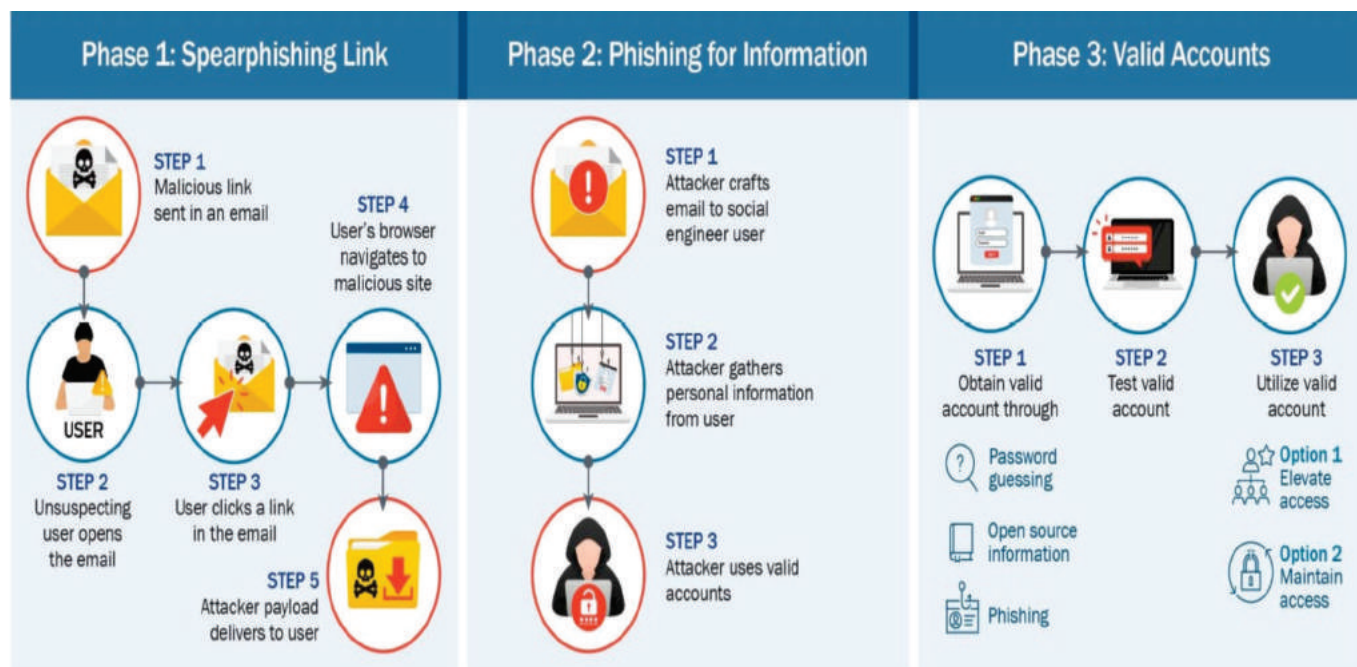 Phase 1: Spearphishing Link
STEP 1
Malicious link
sent in an email
USER
STEP 2
Unsuspecting
user opens
the email
STEP 3
User clicks a link
in the email
STEP 4
User's browser
navigates to
malicious site
STEP 5
Attacker payload
delivers to user
Phase 2: Phishing for Information
STEP 1
Attacker crafts
email to social
engineer user
STEP 2
Attacker gathers
personal information
from user
STEP 3
Attacker uses valid
accounts
Phase 3: Valid Accounts
STEP 1
Obtain valid
account through
Password
guessing
Open source
information
Phishing
STEP 2
Test valid
account
STEP 3
Utilize valid
account
Option 1
Elevate
access
Option 2
Maintain
access